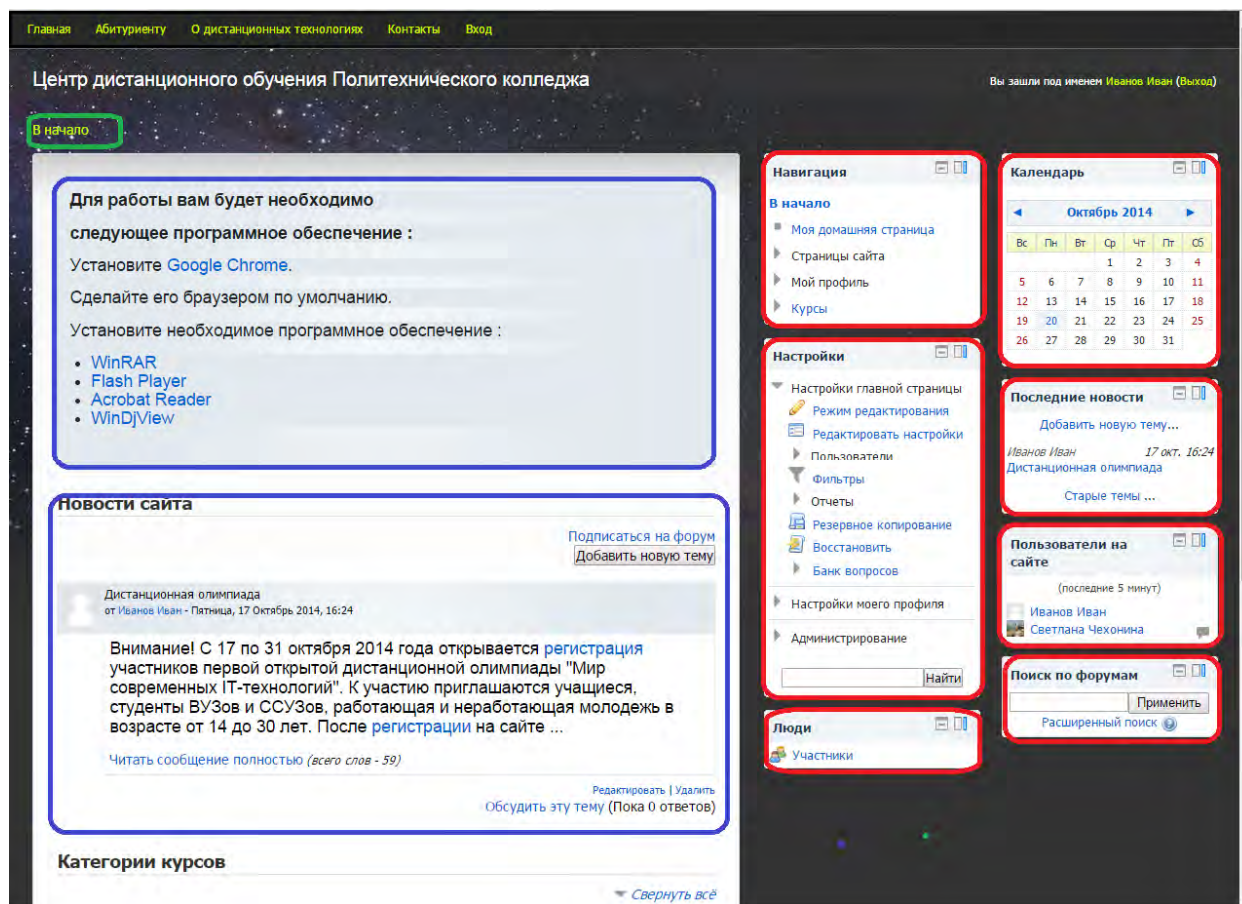 Главная Абитуриенту О дистанционных технологиях Контакты Вход
Центр дистанционного обучения Политехнического колледжа
Вы зашли под именем Иванов Иван (Выход)
В начало
Для работы вам будет необходимо
следующее программное обеспечение :
Установите Google Chrome.
Сделайте его браузером по умолчанию.
Установите необходимое программное обеспечение :
• WinRAR
• Flash Player
• Acrobat Reader
• WinDjView
Новости сайта
Подписаться на форум
Добавить новую тему
Дистанционная олимпиада
от Иванов Иван - Пятница, 17 Октябрь 2014, 16:24
Внимание! С 17 по 31 октября 2014 года открывается регистрация
участников первой открытой дистанционной олимпиады "Мир
современных IT-технологий". К участию приглашаются учащиеся,
студенты ВУЗов и ССУЗов, работающая и неработающая молодежь в
возрасте от 14 до 30 лет. После регистрации на сайте ...
Читать сообщение полностью (всего слов - 59)
Редактировать | Удалить
Обсудить эту тему (Пока 0 ответов)
Категории курсов
Свернуть всё
Навигация
В начало
Моя домашняя страница
Страницы сайта
Мой профиль
Курсы
Настройки
Настройки главной страницы
Режим редактирования
Редактировать настройки
Пользователи
Фильтры
Отчеты
Резервное копирование
Восстановить
Банк вопросов
Настройки моего профиля
Администрирование
Найти
Люди
Участники
Календарь
◄ Октябрь 2014 ►
Вс Пн Вт Ср Чт Пт Сб
1 2 3 4
5 6 7 8 9 10 11
12 13 14 15 16 17 18
19 20 21 22 23 24 25
26 27 28 29 30 31
Последние новости
Добавить новую тему...
Иванов Иван 17 окт. 16:24
Дистанционная олимпиада
Старые темы ...
Пользователи на
сайте
(последние 5 минут)
Иванов Иван
Светлана Чехонина
Поиск по форумам
Применить
Расширенный поиск